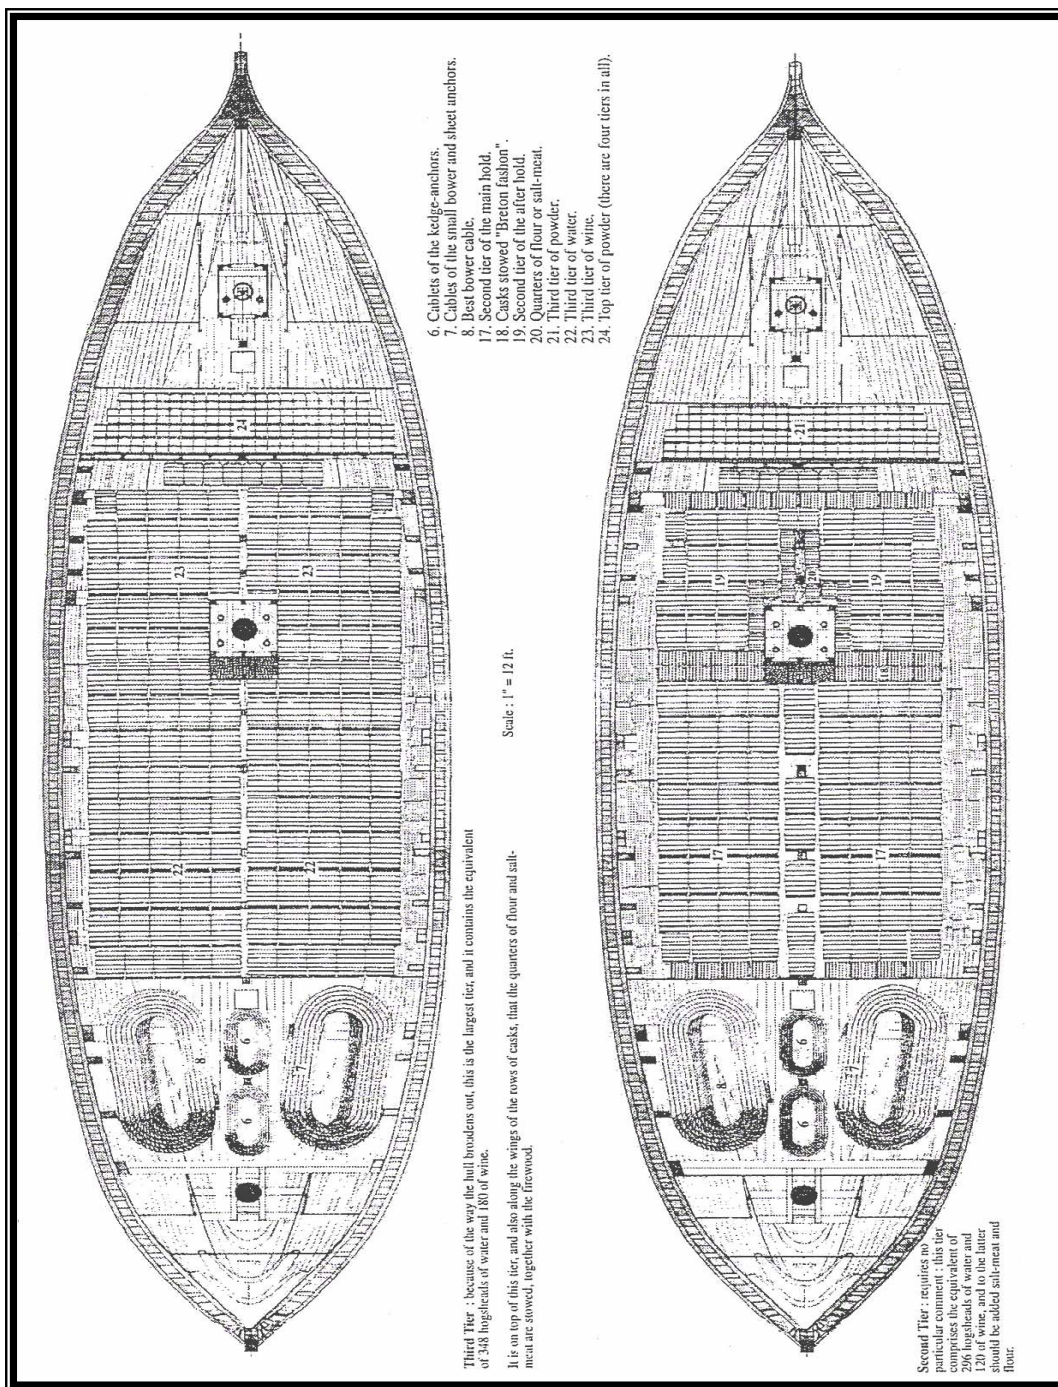 6. Cablets of the kedge-anchors.
7. Cables of the small bower and sheet anchors.
8. Best bower cable.
17. Second tier of the main hold.
18. Casks stowed "Breton fashon".
19. Second tier of the after hold.
20. Quarters of flour or salt-meat.
21. Third tier of powder.
22. Third tier of water.
23. Third tier of wine.
24. Top tier of powder (there are four tiers in all).
24
23
23
22
22
8
6
6
7
Scale : 1" = 12 ft.
Third Tier : because of the way the hull broadens out, this is the largest tier, and it contains the equivalent
of 348 hogsheads of water and 180 of wine.
It is on top of this tier, and also along the wings of the rows of casks, that the quarters of flour and salt-
meat are stowed, together with the firewood.
21
19
20
19
18
17
17
8
6
6
7
Second Tier : requires no
particular comment : this tier
comprises the equivalent of
296 hogsheads of water and
120 of wine, and to the latter
should be added salt-meat and
flour.